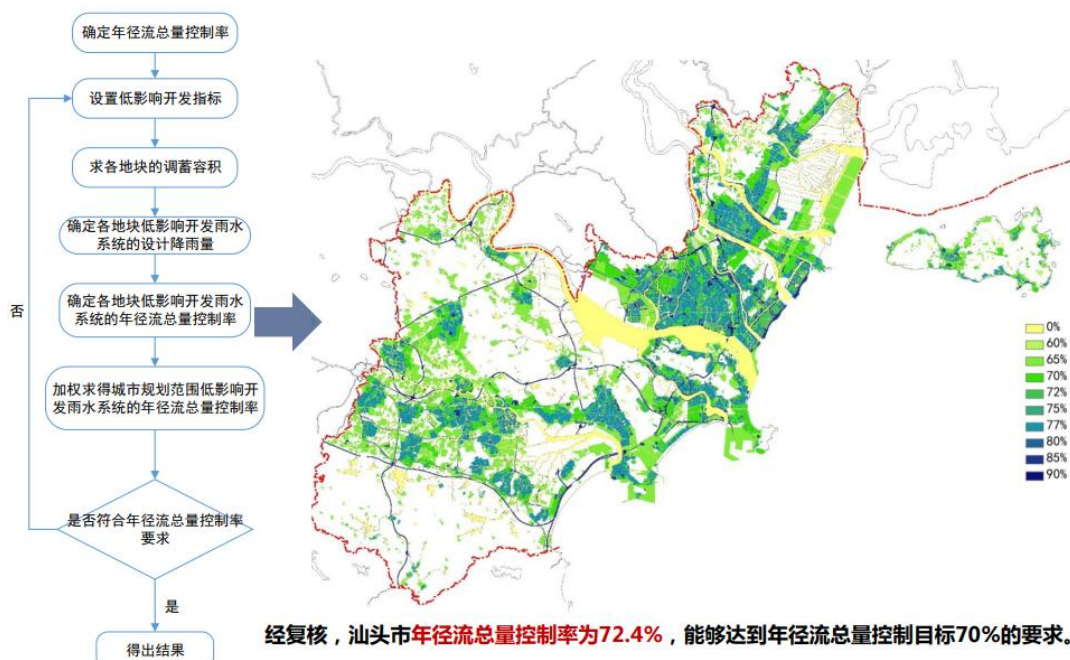 确定年径流总量控制率
设置低影响开发指标
求各地块的调蓄容积
确定各地块低影响开发雨水
系统的设计降雨量
确定各地块低影响开发雨水
系统的年径流总量控制率
加权求得城市规划范围低影响开
发雨水系统的年径流总量控制率
是否符合年径流总量控制率
要求
否
是
得出结果
0%
60%
65%
70%
72%
75%
77%
80%
85%
90%
经复核，汕头市年径流总量控制率为72.4%，能够达到年径流总量控制目标70%的要求。